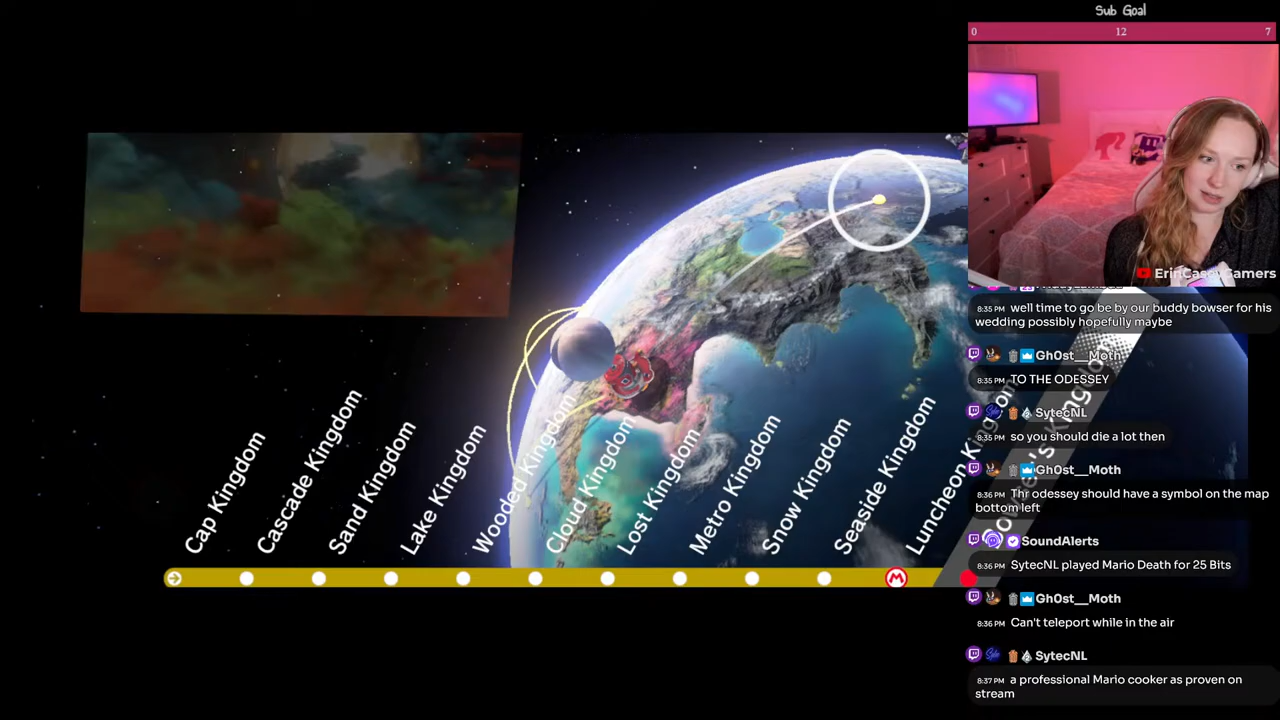 Sub Goal
0 12 7
ErinCaseyGamers
8:35 PM well time to go be by our buddy bowser for his
wedding possibly hopefully maybe
Gh0st__Moth
8:35 PM TO THE ODESSEY
SytecNL
8:35 PM so you should die a lot then
Gh0st__Moth
8:36 PM Thr odessey should have a symbol on the map
bottom left
SoundAlerts
8:36 PM SytecNL played Mario Death for 25 Bits
Gh0st__Moth
8:36 PM Can't teleport while in the air
SytecNL
8:37 PM a professional Mario cooker as proven on
stream
Cap Kingdom
Cascade Kingdom
Sand Kingdom
Lake Kingdom
Wooded Kingdom
Cloud Kingdom
Lost Kingdom
Metro Kingdom
Snow Kingdom
Seaside Kingdom
Luncheon Kingdom